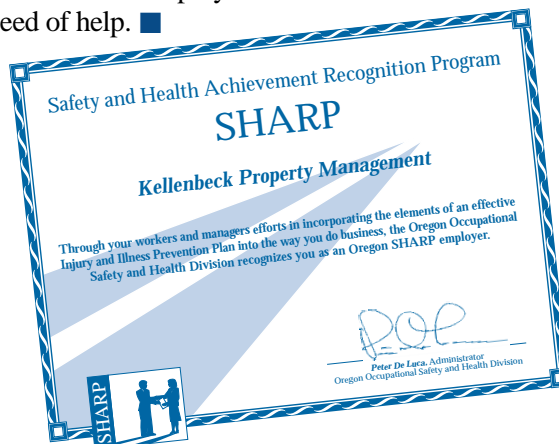 eed of help. ■
Safety and Health Achievement Recognition Program
SHARP
Kellenbeck Property Management
Through your workers and managers efforts in incorporating the elements of an effective
Injury and Illness Prevention Plan into the way you do business, the Oregon Occupational
Safety and Health Division recognizes you as an Oregon SHARP employer.
Peter De Luca, Administrator
Oregon Occupational Safety and Health Division
SHARP